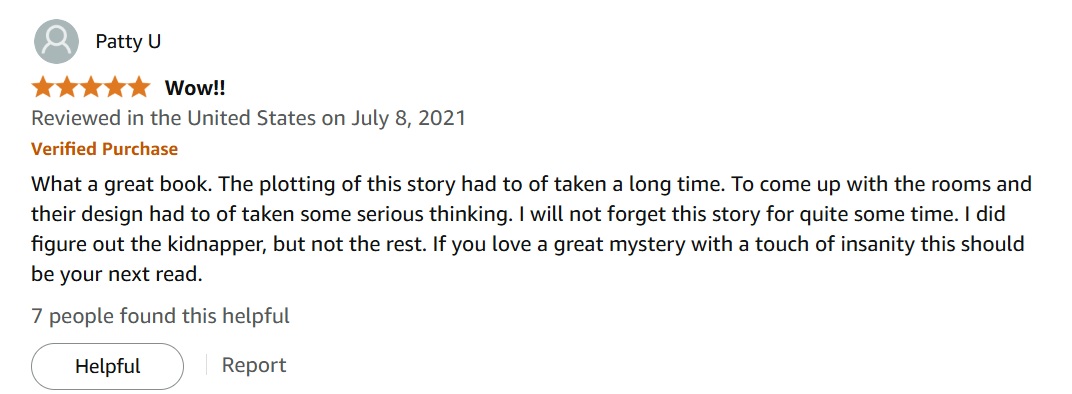 Patty U
Wow!!
Reviewed in the United States on July 8, 2021
Verified Purchase
What a great book. The plotting of this story had to of taken a long time. To come up with the rooms and
their design had to of taken some serious thinking. I will not forget this story for quite some time. I did
figure out the kidnapper, but not the rest. If you love a great mystery with a touch of insanity this should
be your next read.
7 people found this helpful
Helpful Report